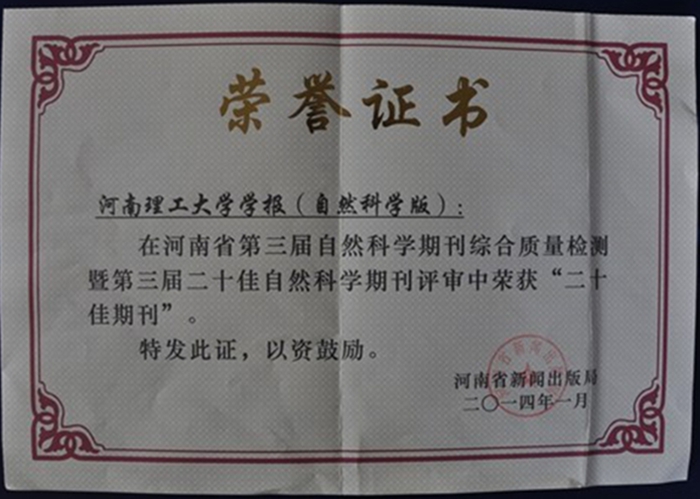 荣誉证书
河南理工大学学报（自然科学版）：
在河南省第三届自然科学期刊综合质量检测
暨第三届二十佳自然科学期刊评审中荣获“二十
佳期刊”。
特发此证，以资鼓励。
河南省新闻出版局
二〇一四年一月